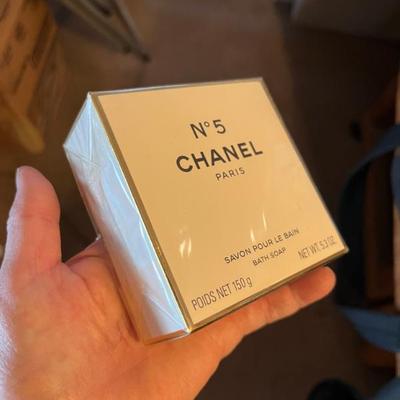 N°5
CHANEL
PARIS
SAVON POUR LE BAIN
BATH SOAP
POIDS NET 150 g
NET WT. 5.3 OZ.